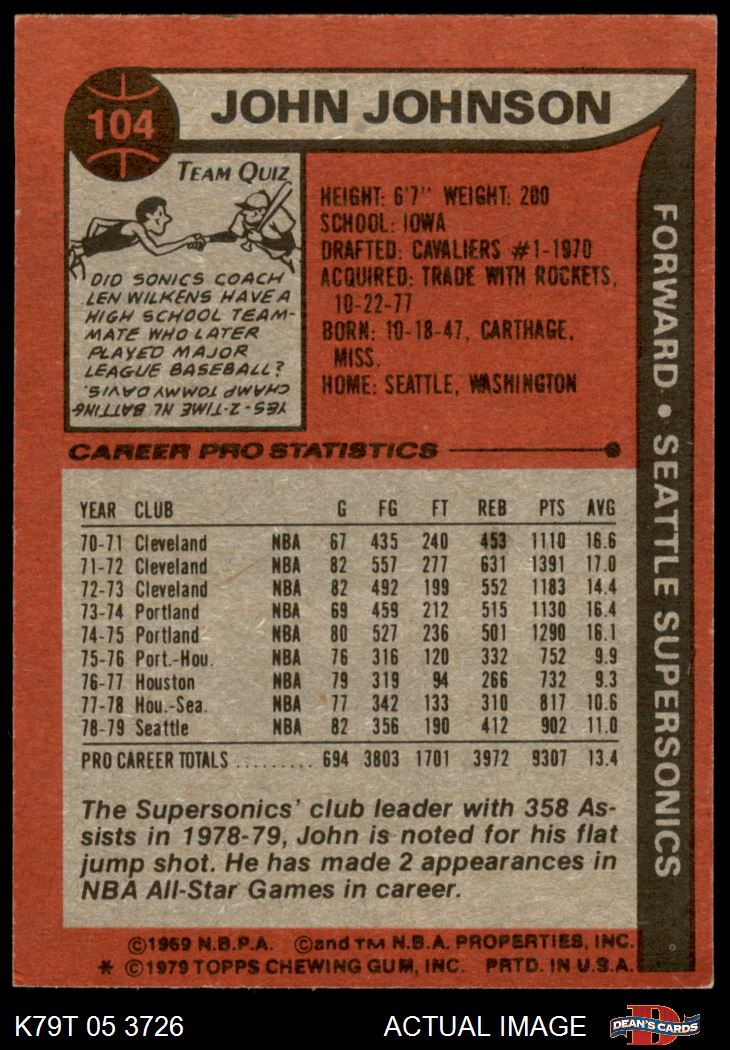 104
JOHN JOHNSON
TEAM QUIZ
DID SONICS COACH
LEN WILKENS HAVE A
HIGH SCHOOL TEAM-
MATE WHO LATER
PLAYED MAJOR
LEAGUE BASEBALL?
YES-2-TIME NL BATTING
CHAMP TOMMY DAVIS.
HEIGHT: 6'7" WEIGHT: 200
SCHOOL: IOWA
DRAFTED: CAVALIERS #1-1970
ACQUIRED: TRADE WITH ROCKETS,
10-22-77
BORN: 10-18-47, CARTHAGE,
MISS.
HOME: SEATTLE, WASHINGTON
FORWARD • SEATTLE SUPERSONICS
CAREER PRO STATISTICS
YEAR CLUB G FG FT REB PTS AVG
70-71 Cleveland NBA 67 435 240 453 1110 16.6
71-72 Cleveland NBA 82 557 277 631 1391 17.0
72-73 Cleveland NBA 82 492 199 552 1183 14.4
73-74 Portland NBA 69 459 212 515 1130 16.4
74-75 Portland NBA 80 527 236 501 1290 16.1
75-76 Port.-Hou. NBA 76 316 120 332 752 9.9
76-77 Houston NBA 79 319 94 266 732 9.3
77-78 Hou.-Sea. NBA 77 342 133 310 817 10.6
78-79 Seattle NBA 82 356 190 412 902 11.0
PRO CAREER TOTALS ......... 694 3803 1701 3972 9307 13.4
The Supersonics' club leader with 358 As-
sists in 1978-79, John is noted for his flat
jump shot. He has made 2 appearances in
NBA All-Star Games in career.
©1969 N.B.P.A. ©and TM N.B.A. PROPERTIES, INC.
* ©1979 TOPPS CHEWING GUM, INC. PRTD. IN U.S.A.
K79T 05 3726
ACTUAL IMAGE
D
DEAN'S CARDS